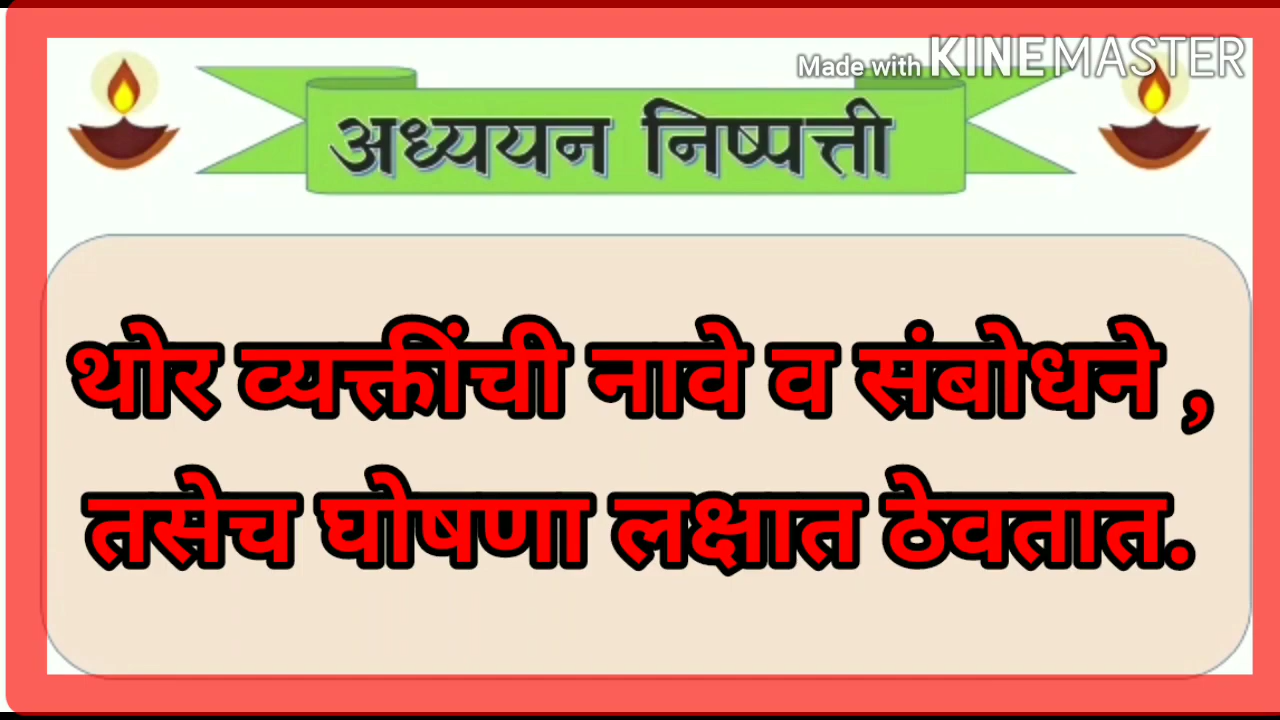 Made with KINEMASTER
अध्ययन निष्पत्ती
थोर व्यक्तींची नावे व संबोधने ,
तसेच घोषणा लक्षात ठेवतात.